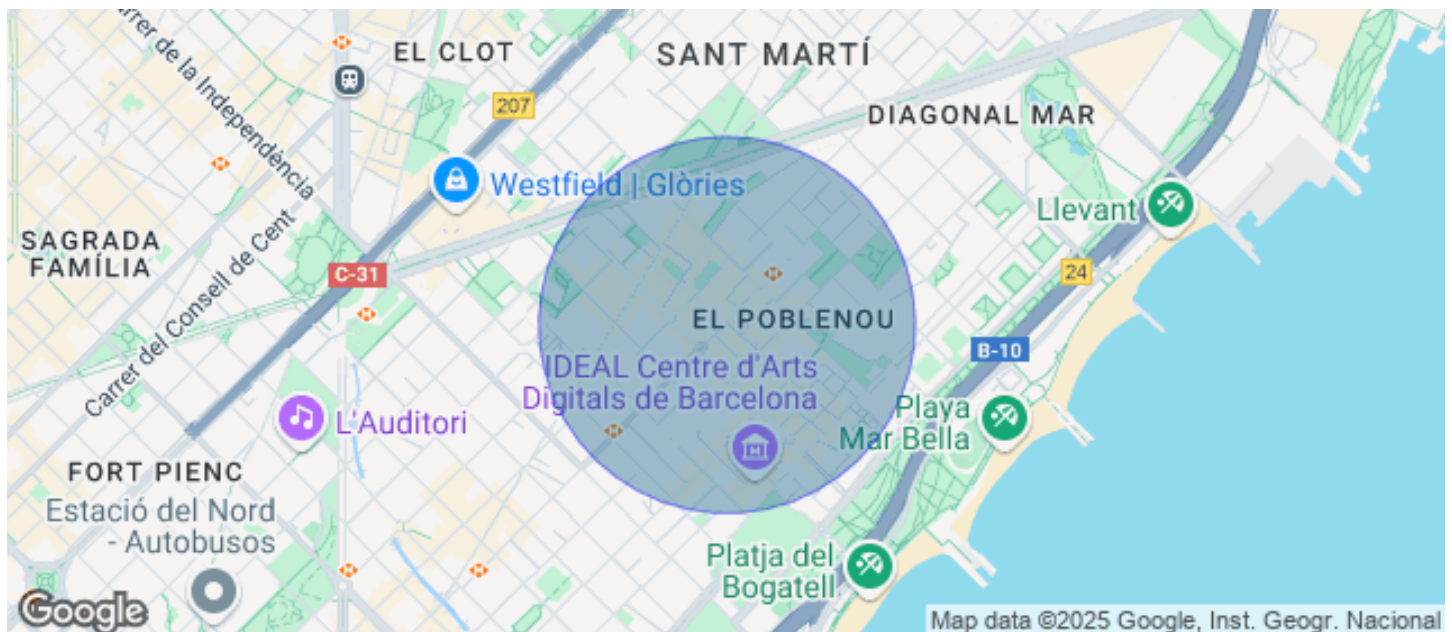 Carrer de la Independència
EL CLOT
SANT MARTÍ
207
DIAGONAL MAR
Westfield | Glòries
Llevant
SAGRADA
FAMÍLIA
Carrer del Consell de Cent
C-31
24
EL POBLENOU
B-10
IDEAL Centre d'Arts
Digitals de Barcelona
L'Auditori
Playa
Mar Bella
FORT PIENC
Estació del Nord
- Autobusos
Platja del
Bogatell
Google
Map data ©2025 Google, Inst. Geogr. Nacional